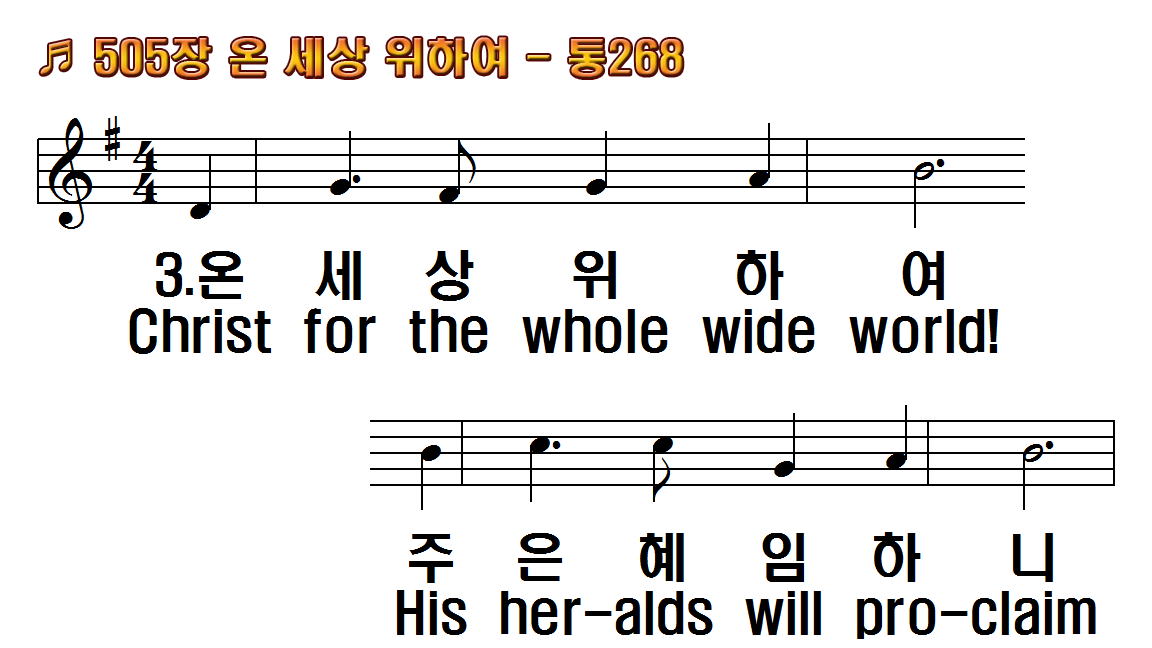 ♬ 505장 온 세상 위하여 - 통268
4
4
3.온 세 상 위 하 여
Christ for the whole wide world!
주 은 혜 임 하 니
His her-alds will pro-claim